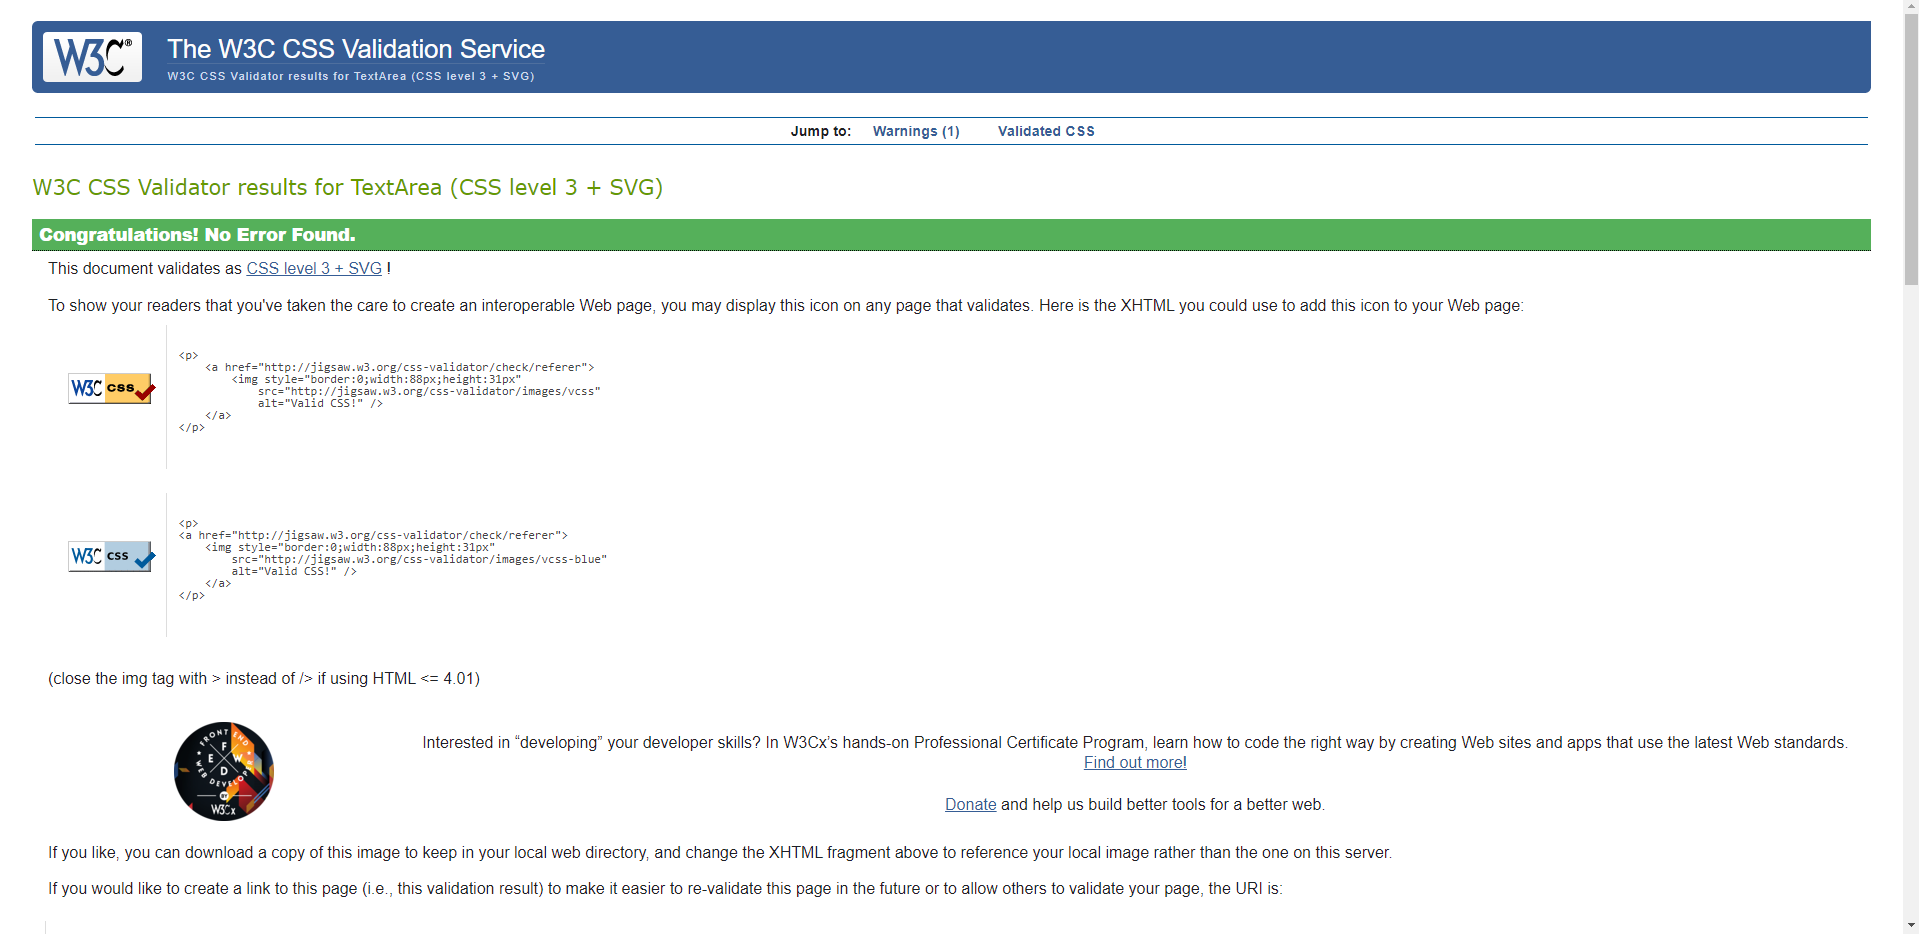 W3C®
The W3C CSS Validation Service
W3C CSS Validator results for TextArea (CSS level 3 + SVG)
Jump to: Warnings (1) Validated CSS
W3C CSS Validator results for TextArea (CSS level 3 + SVG)
Congratulations! No Error Found.
This document validates as CSS level 3 + SVG !
To show your readers that you've taken the care to create an interoperable Web page, you may display this icon on any page that validates. Here is the XHTML you could use to add this icon to your Web page:
W3C css
<p>
<a href="http://jigsaw.w3.org/css-validator/check/referer">
<img style="border:0;width:88px;height:31px"
src="http://jigsaw.w3.org/css-validator/images/vcss"
alt="Valid CSS!" />
</a>
</p>
W3C css
<p>
<a href="http://jigsaw.w3.org/css-validator/check/referer">
<img style="border:0;width:88px;height:31px"
src="http://jigsaw.w3.org/css-validator/images/vcss-blue"
alt="Valid CSS!" />
</a>
</p>
(close the img tag with > instead of /> if using HTML <= 4.01)
FRONT END
F E W D
WEB DEVELOPER
W3Cx
Interested in “developing” your developer skills? In W3Cx’s hands-on Professional Certificate Program, learn how to code the right way by creating Web sites and apps that use the latest Web standards.
Find out more!
Donate and help us build better tools for a better web.
If you like, you can download a copy of this image to keep in your local web directory, and change the XHTML fragment above to reference your local image rather than the one on this server.
If you would like to create a link to this page (i.e., this validation result) to make it easier to re-validate this page in the future or to allow others to validate your page, the URI is: